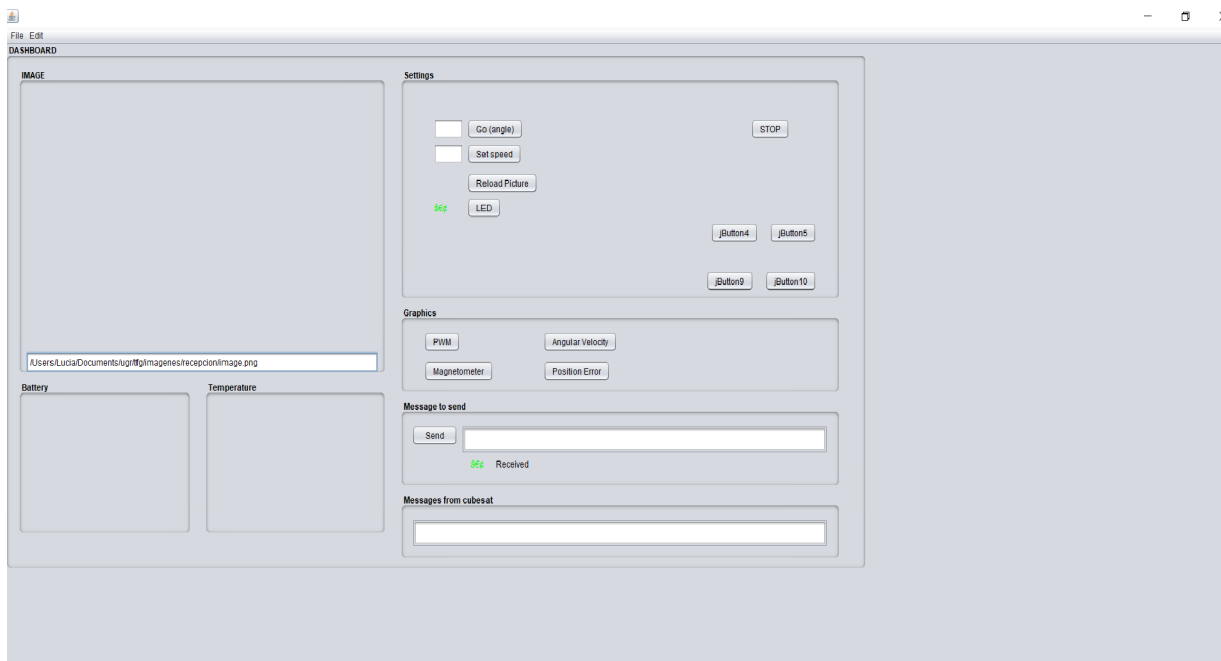 File Edit
DASHBOARD
IMAGE
/Users/Lucia/Documents/ugr/tfg/imagenes/recepcion/image.png
Battery
Temperature
Settings
Go (angle)
STOP
Set speed
Reload Picture
â€¢ LED
jButton4 jButton5
jButton9 jButton10
Graphics
PWM Angular Velocity
Magnetometer Position Error
Message to send
Send
â€¢ Received
Messages from cubesat